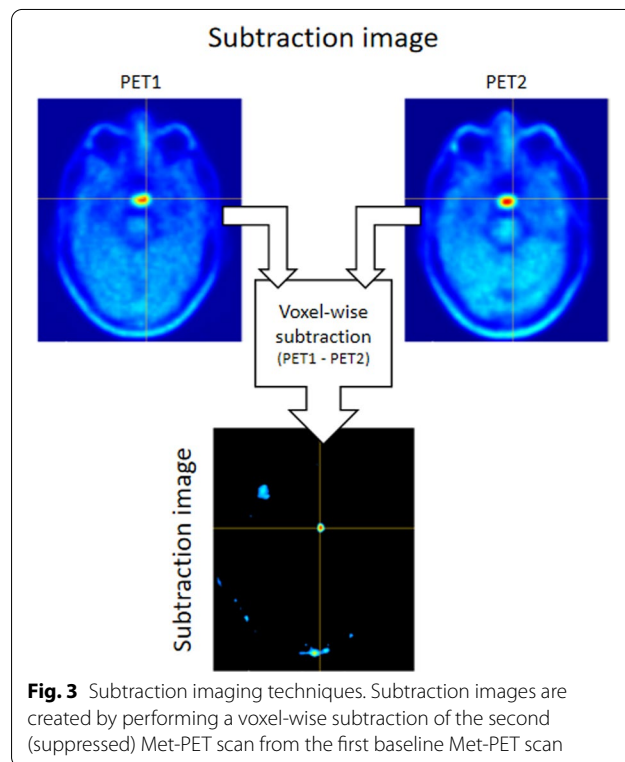 Subtraction image
PET1
PET2
Voxel-wise
subtraction
(PET1 - PET2)
Subtraction image
Fig. 3 Subtraction imaging techniques. Subtraction images are
created by performing a voxel-wise subtraction of the second
(suppressed) Met-PET scan from the first baseline Met-PET scan